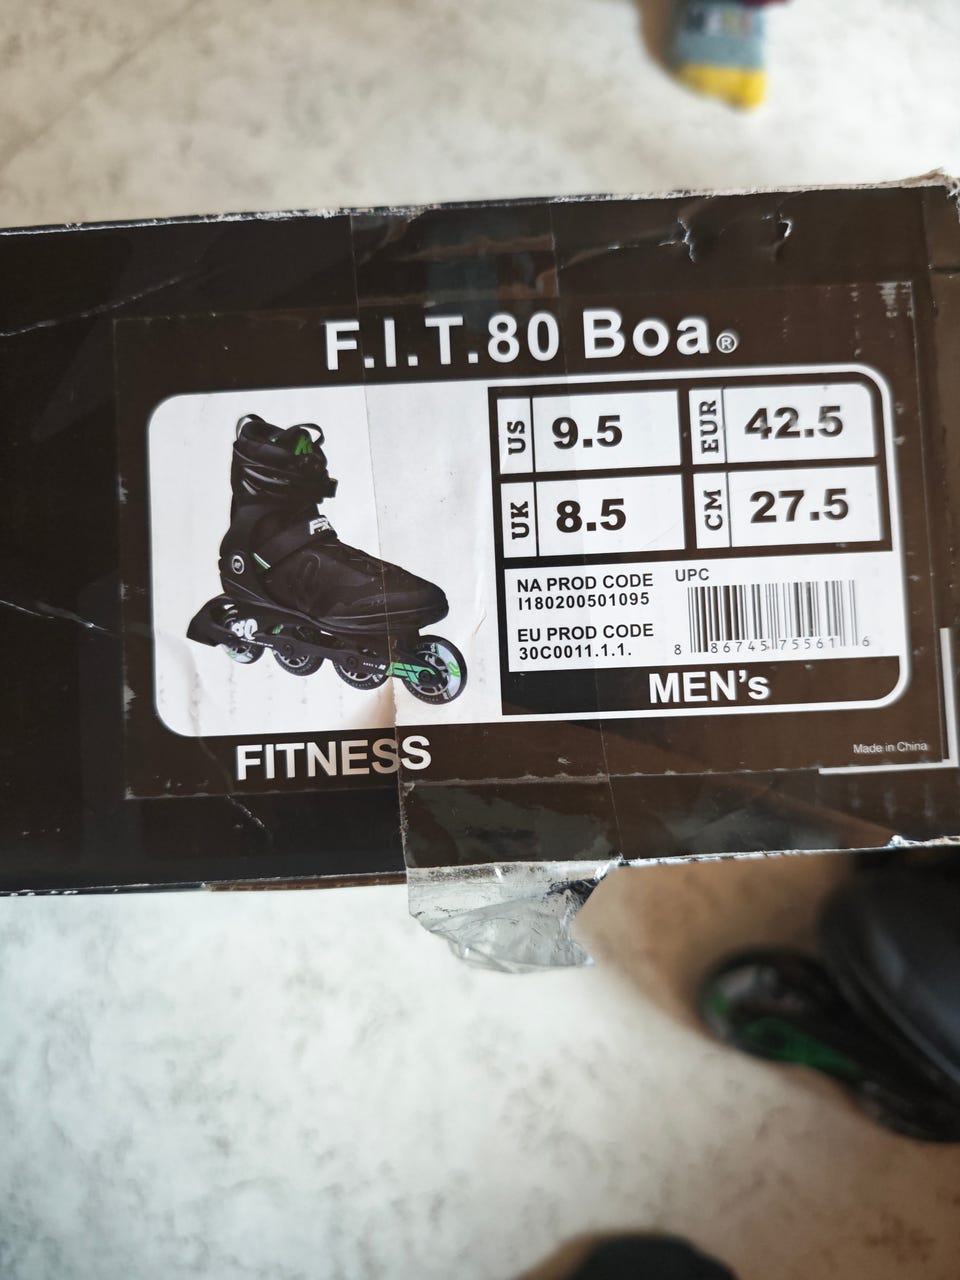 F.I.T.80 Boa®
US 9.5 EUR 42.5
UK 8.5 CM 27.5
NA PROD CODE
I180200501095
EU PROD CODE
30C0011.1.1.
UPC
8 86745 75561 6
MEN's
FITNESS
Made in China